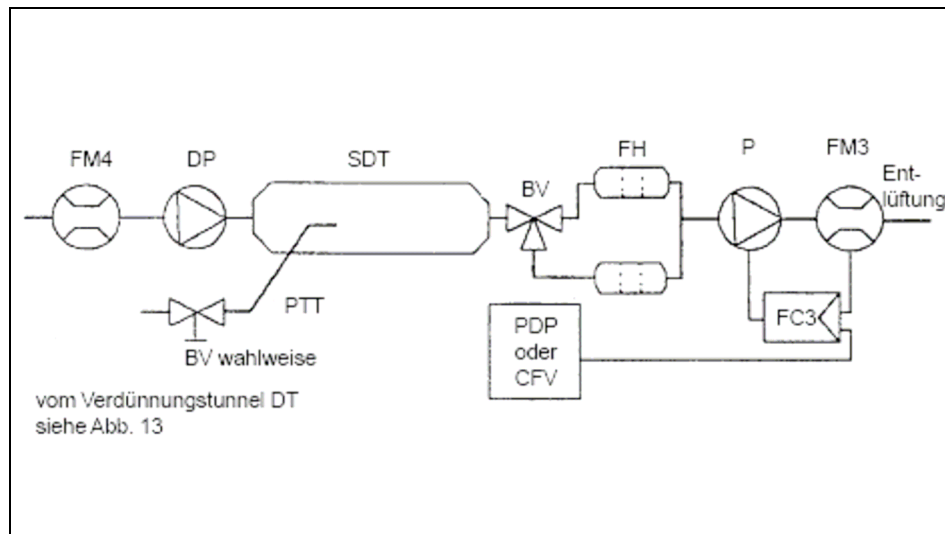 FM4
DP
SDT
BV
FH
P
FM3
Ent-
lüftung
PTT
BV wahlweise
FC3
PDP
oder
CFV
vom Verdünnungstunnel DT
siehe Abb. 13